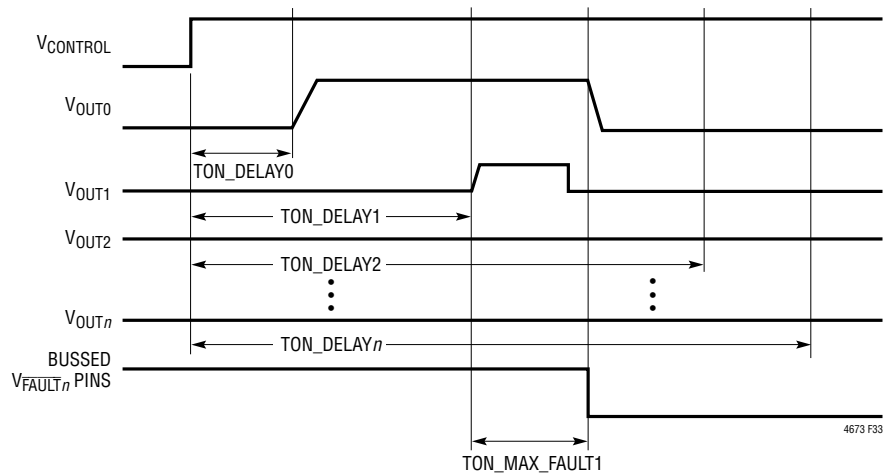 VCONTROL
VOUT0
TON_DELAY0
VOUT1
TON_DELAY1
VOUT2
TON_DELAY2
VOUTn
TON_DELAYn
BUSSED
VFAULTn PINS
4673 F33
TON_MAX_FAULT1